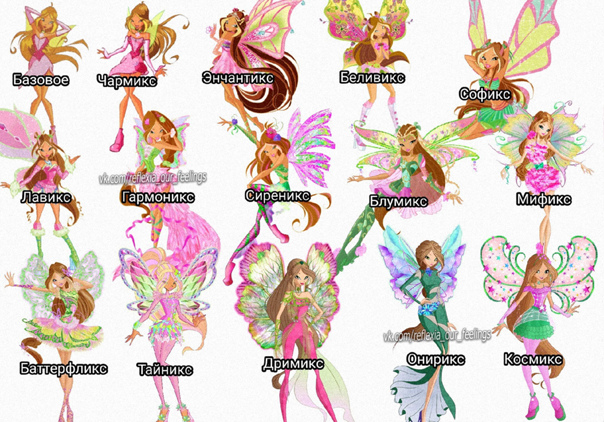 Базовое
Чармикс
Энчантикс
Беливикс
Софикс
Лавикс
vk.com/reflexia_our_feelings
Гармоникс
Сиреникс
Блумикс
Мификс
Баттерфликс
Тайникс
Дримикс
vk.com/reflexia_our_feelings
Онирикс
Космикс